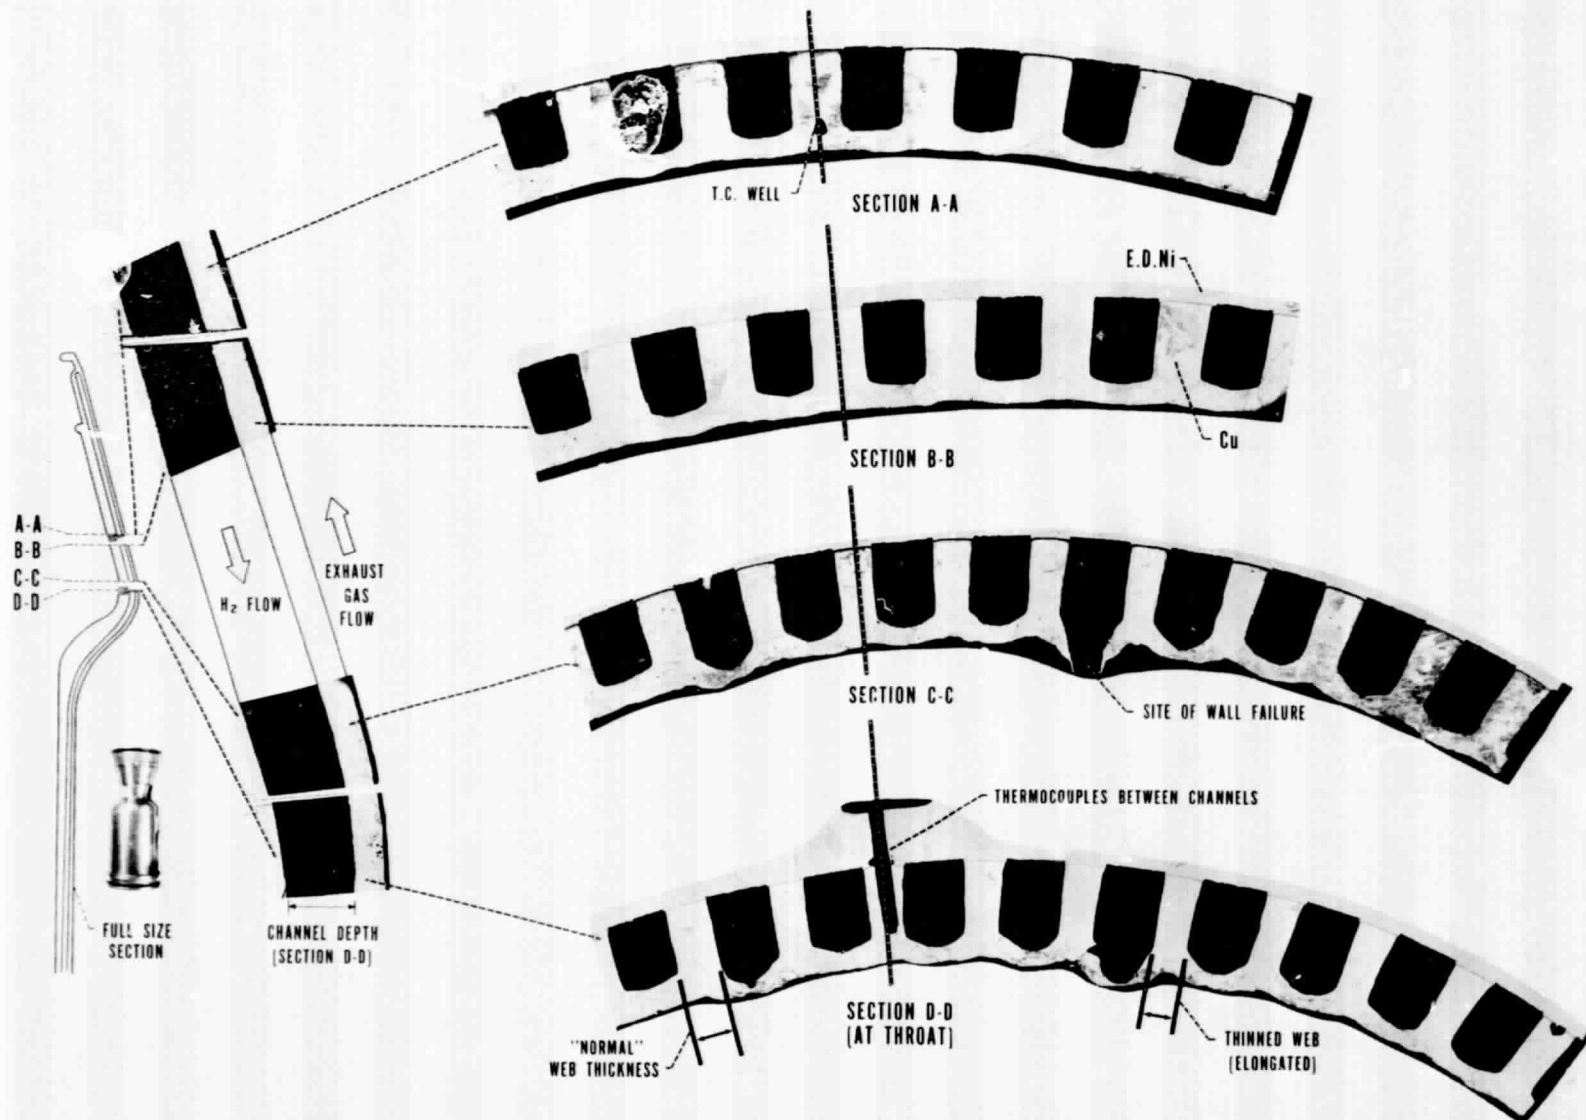 T.C. WELL
SECTION A-A
E.D.Ni
Cu
SECTION B-B
A-A
B-B
C-C
D-D
H₂ FLOW
EXHAUST
GAS
FLOW
SECTION C-C
SITE OF WALL FAILURE
THERMOCOUPLES BETWEEN CHANNELS
FULL SIZE
SECTION
CHANNEL DEPTH
(SECTION D-D)
"NORMAL"
WEB THICKNESS
SECTION D-D
(AT THROAT)
THINNED WEB
(ELONGATED)